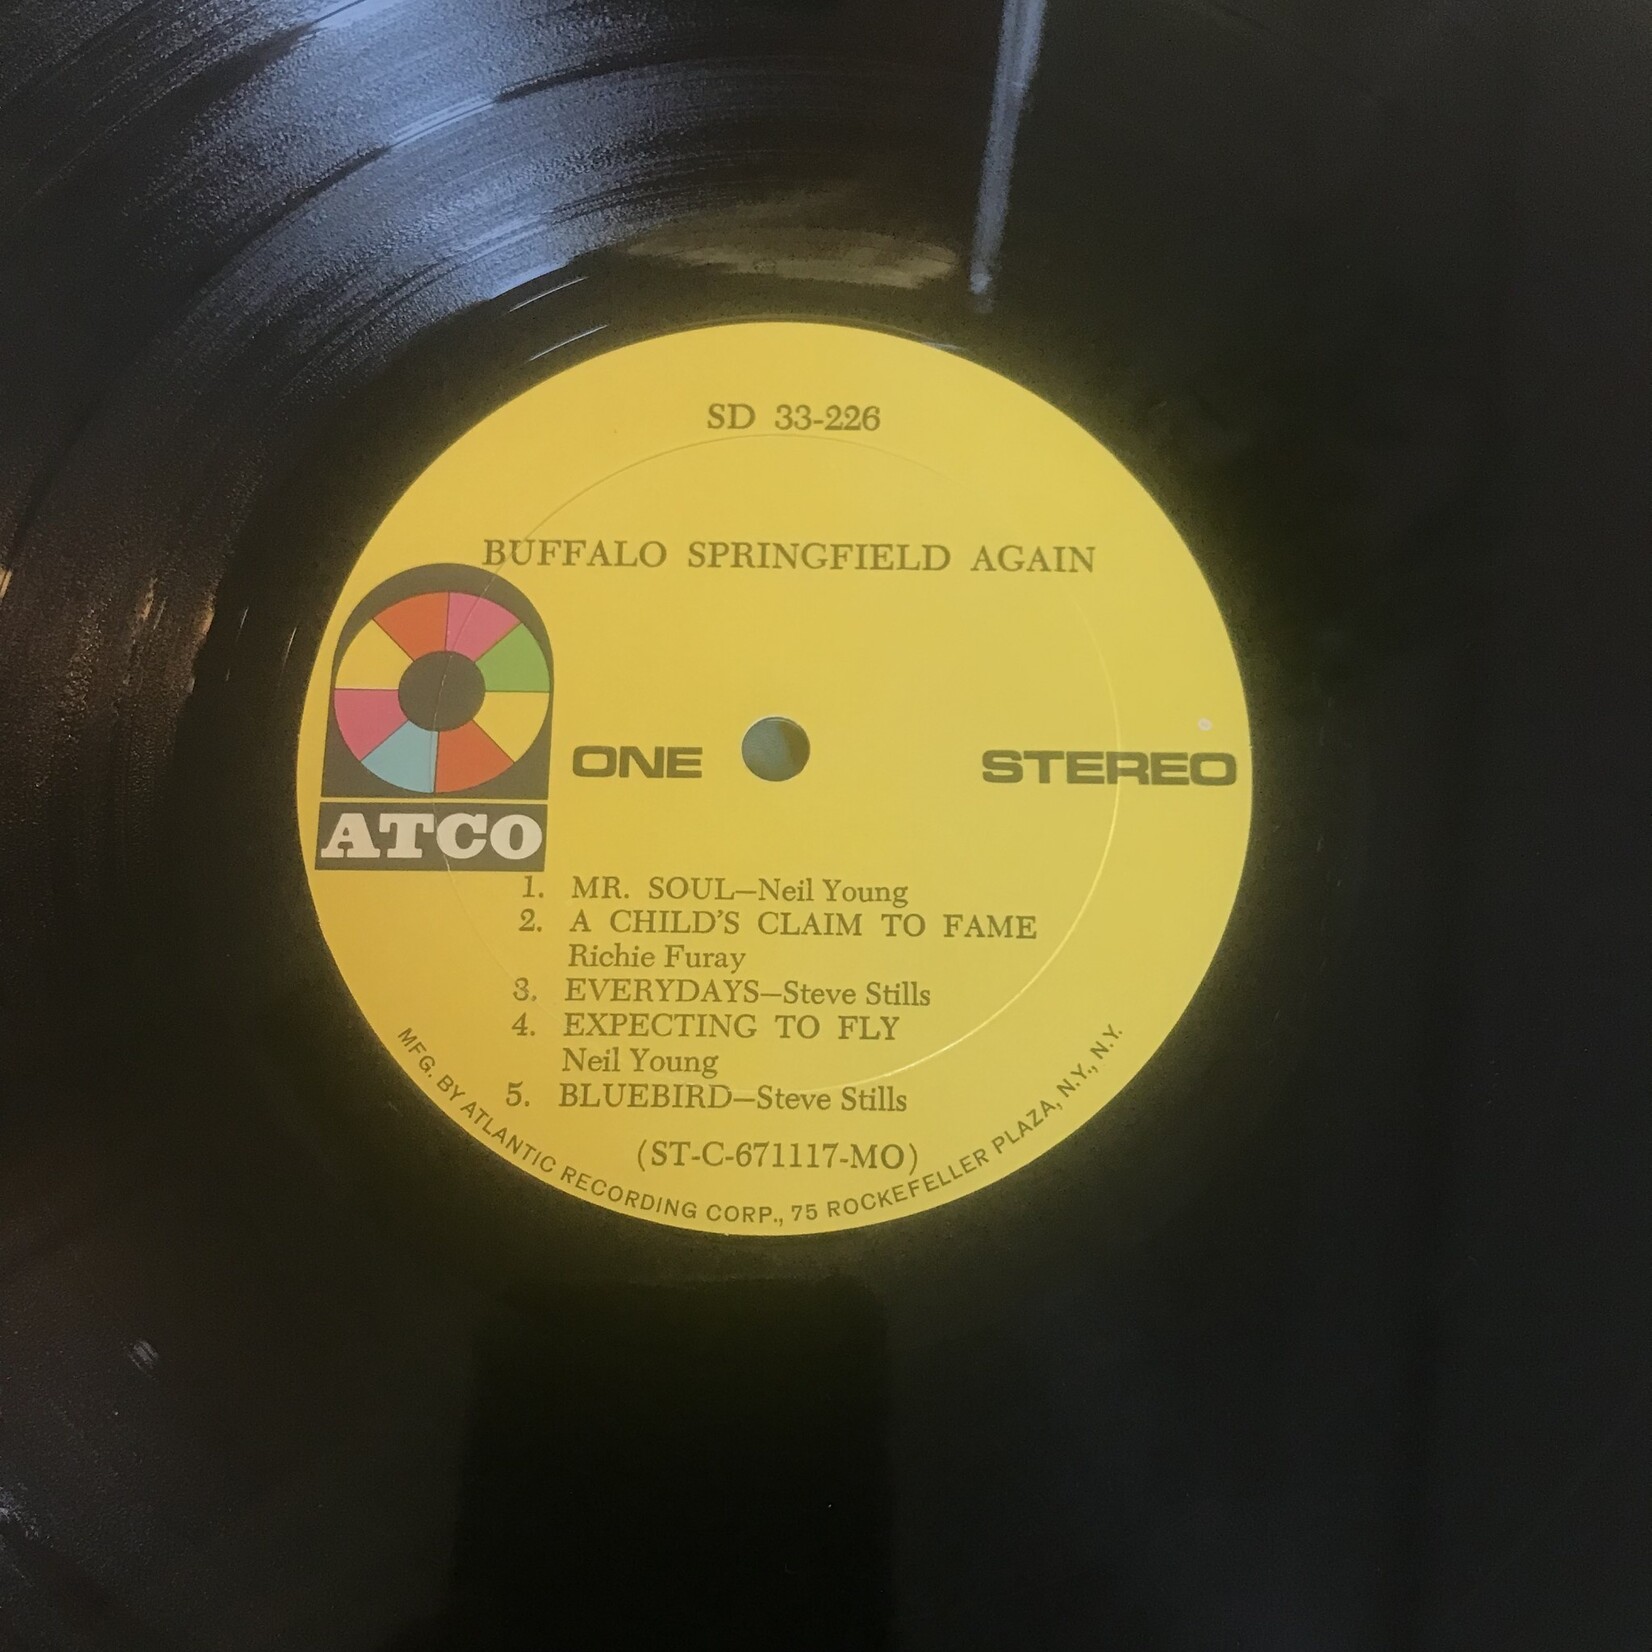 SD 33-226
BUFFALO SPRINGFIELD AGAIN
ATCO
ONE
STEREO
1. MR. SOUL—Neil Young
2. A CHILD'S CLAIM TO FAME
Richie Furay
3. EVERYDAYS—Steve Stills
4. EXPECTING TO FLY
Neil Young
5. BLUEBIRD—Steve Stills
(ST-C-671117-MO)
MFG. BY ATLANTIC RECORDING CORP., 75 ROCKEFELLER PLAZA, N.Y., N.Y.